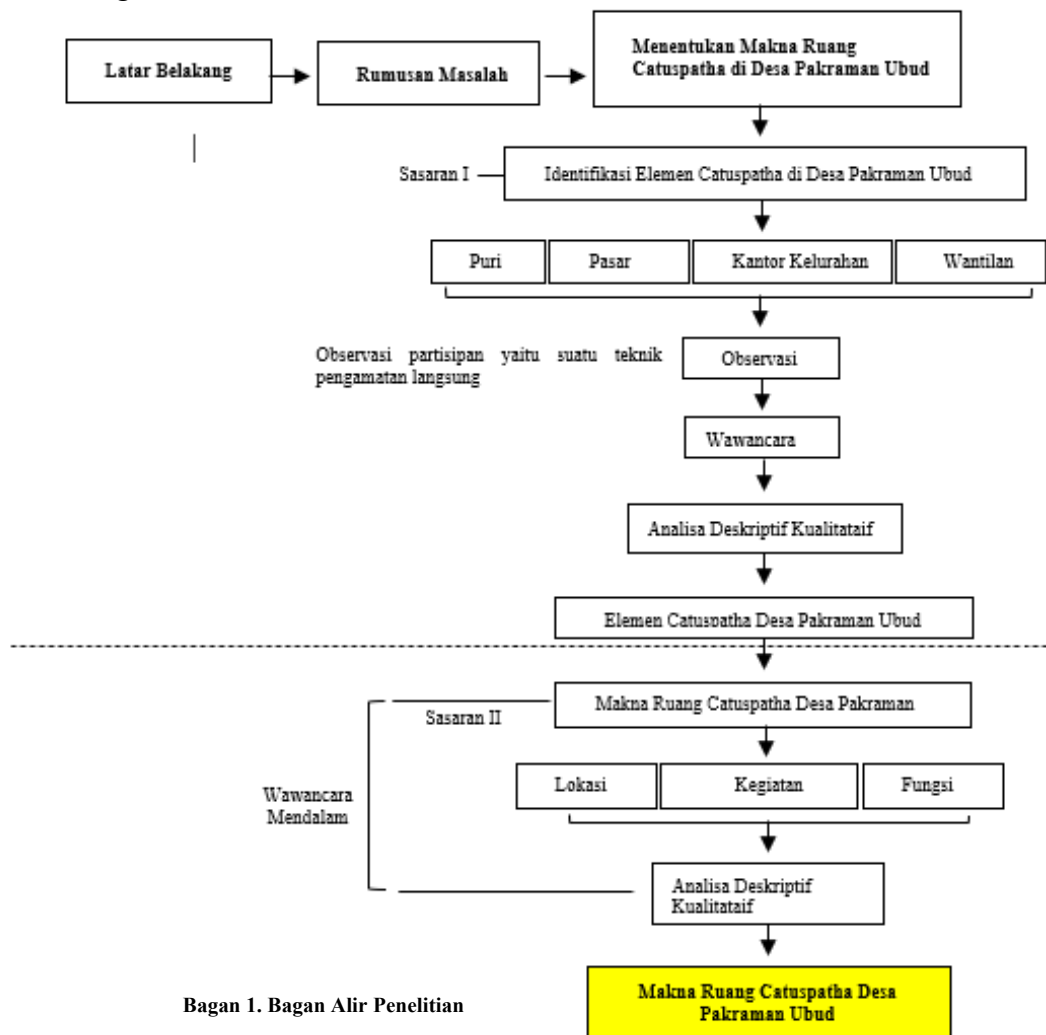 Latar Belakang
Rumusan Masalah
Menentukan Makna Ruang
Catuspatha di Desa Pakraman Ubud
Sasaran I
Identifikasi Elemen Catuspatha di Desa Pakraman Ubud
Puri
Pasar
Kantor Kelurahan
Wantilan
Observasi partisipan yaitu suatu teknik
pengamatan langsung
Observasi
Wawancara
Analisa Deskriptif Kualitataif
Elemen Catuspatha Desa Pakraman Ubud
Sasaran II
Makna Ruang Catuspatha Desa Pakraman
Lokasi
Kegiatan
Fungsi
Wawancara
Mendalam
Analisa Deskriptif
Kualitataif
Makna Ruang Catuspatha Desa
Pakraman Ubud
Bagan 1. Bagan Alir Penelitian